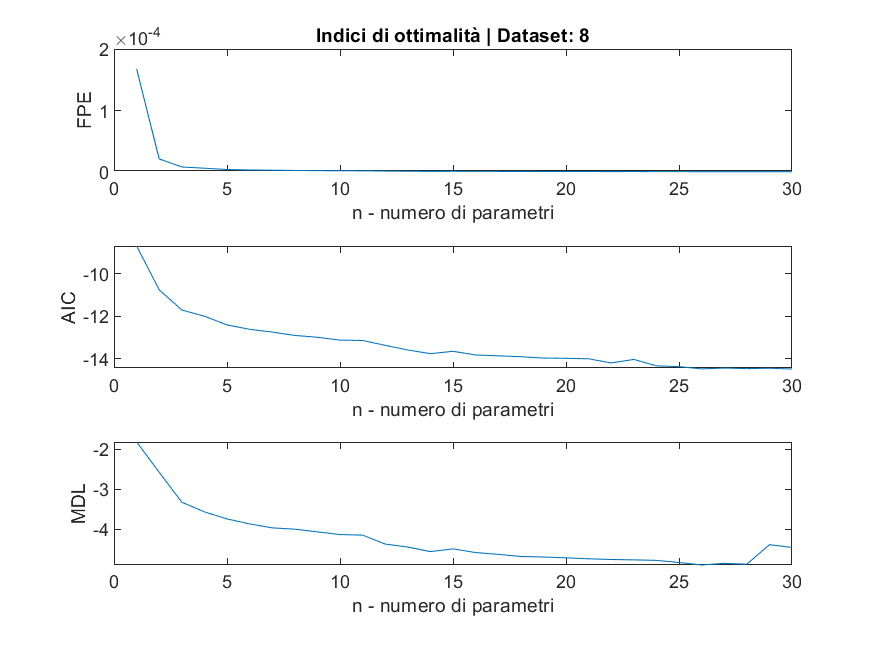 ×10-4
Indici di ottimalità | Dataset: 8
2
1
0
FPE
0 5 10 15 20 25 30
n - numero di parametri
-10
-12
-14
AIC
0 5 10 15 20 25 30
n - numero di parametri
-2
-3
-4
MDL
0 5 10 15 20 25 30
n - numero di parametri